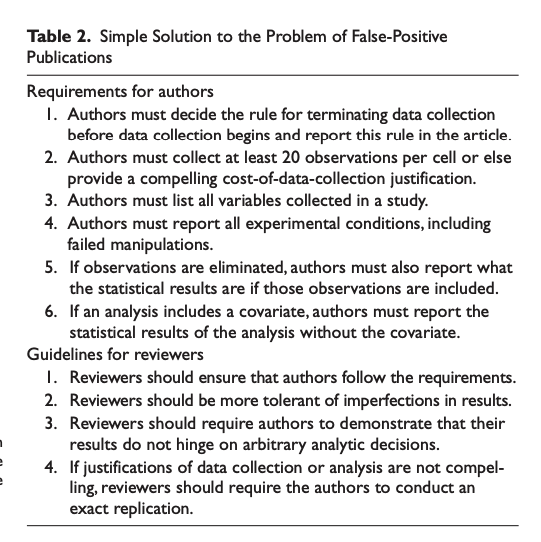 Table 2. Simple Solution to the Problem of False-Positive
Publications
Requirements for authors
1. Authors must decide the rule for terminating data collection
before data collection begins and report this rule in the article.
2. Authors must collect at least 20 observations per cell or else
provide a compelling cost-of-data-collection justification.
3. Authors must list all variables collected in a study.
4. Authors must report all experimental conditions, including
failed manipulations.
5. If observations are eliminated, authors must also report what
the statistical results are if those observations are included.
6. If an analysis includes a covariate, authors must report the
statistical results of the analysis without the covariate.
Guidelines for reviewers
1. Reviewers should ensure that authors follow the requirements.
2. Reviewers should be more tolerant of imperfections in results.
3. Reviewers should require authors to demonstrate that their
results do not hinge on arbitrary analytic decisions.
4. If justifications of data collection or analysis are not compel-
ling, reviewers should require the authors to conduct an
exact replication.